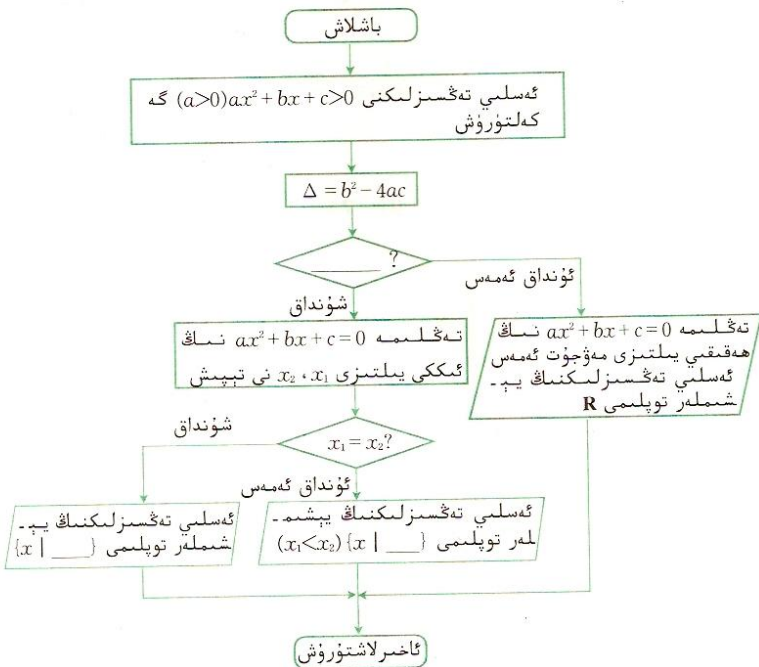 باشلاش
ئەسلىي تەڭسىزلىكنى ax² + bx + c>0(a>0) گە
كەلتۈرۈش
Δ = b² − 4ac
______ ?
ئۇنداق ئەمەس
شۇنداق
تەڭلىمە ax² + bx + c = 0 نىڭ
ئىككى يىلتىزى x₁ ، x₂ نى تېپىش
تەڭلىمە ax² + bx + c = 0 نىڭ
ھەقىقىي يىلتىزى مەۋجۇت ئەمەس
ئەسلىي تەڭسىزلىكنىڭ يې-
شىملەر توپلىمى R
شۇنداق
x₁ = x₂?
ئۇنداق ئەمەس
ئەسلىي تەڭسىزلىكنىڭ يې-
شىملەر توپلىمى {x | ___}
ئەسلىي تەڭسىزلىكنىڭ يېشىم-
لەر توپلىمى {x | ___} (x₁<x₂)
ئاخىرلاشتۇرۇش